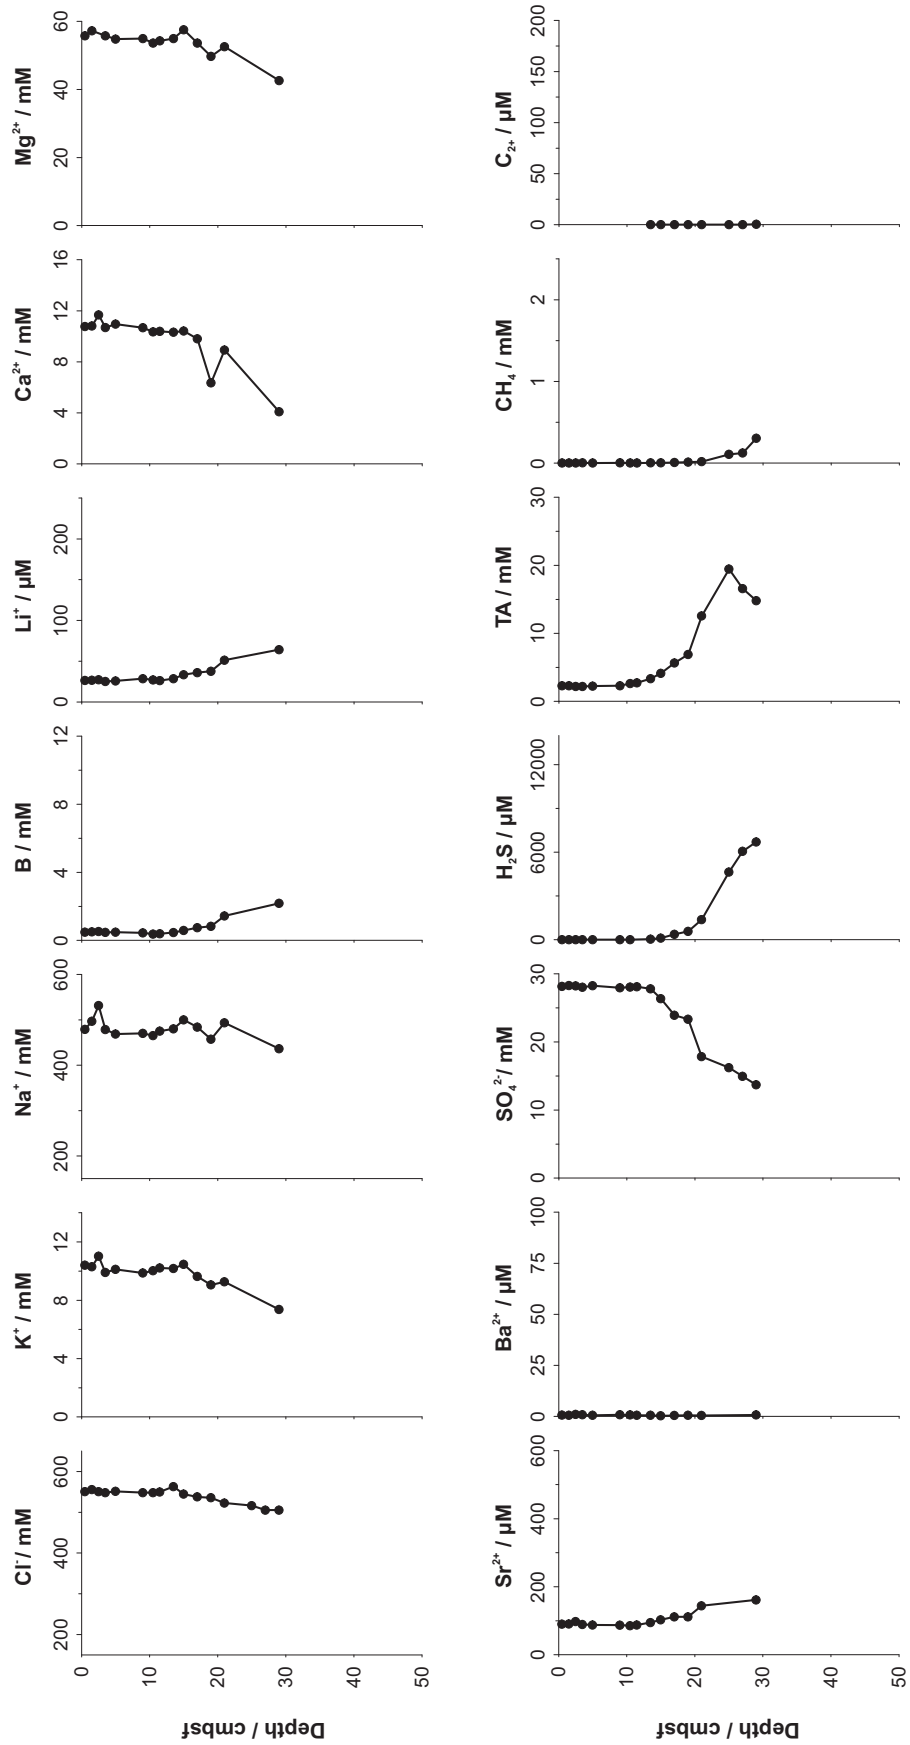 Cl⁻/ mM K⁺ / mM Na⁺ / mM B / mM Li⁺ / µM Ca²⁺ / mM Mg²⁺ / mM
200 400 600 0 4 8 12 200 400 600 0 4 8 12 0 100 200 0 4 8 12 16 0 20 40 60
0
10
20
30
40
50
Depth / cmbsf
Sr²⁺ / µM Ba²⁺ / µM SO₄²⁻/ mM H₂S / µM TA / mM CH₄ / mM C₂₊ / µM
0 200 400 600 0 25 50 75 100 0 10 20 30 0 6000 12000 0 10 20 30 0 1 2 0 50 100 150 200
0
10
20
30
40
50
Depth / cmbsf